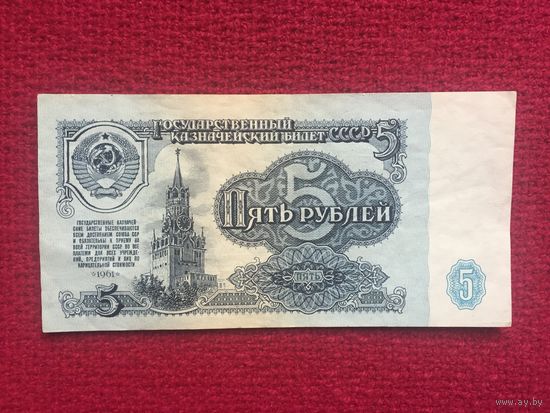 ГОСУДАРСТВЕННЫЙ
КАЗНАЧЕЙСКИЙ БИЛЕТ СССР 5
5
ПЯТЬ РУБЛЕЙ
ГОСУДАРСТВЕННЫЕ КАЗНАЧЕЙ-
СКИЕ БИЛЕТЫ ОБЕСПЕЧИВАЮТСЯ
ВСЕМ ДОСТОЯНИЕМ СОЮЗА ССР
И ОБЯЗАТЕЛЬНЫ К ПРИЕМУ НА
ВСЕЙ ТЕРРИТОРИИ СССР ВО ВСЕ
ПЛАТЕЖИ ДЛЯ ВСЕХ УЧРЕЖДЕ-
НИЙ, ПРЕДПРИЯТИЙ И ЛИЦ ПО
НАРИЦАТЕЛЬНОЙ СТОИМОСТИ.
☆1961☆
5
ПЯТЬ
5
www.ay.by